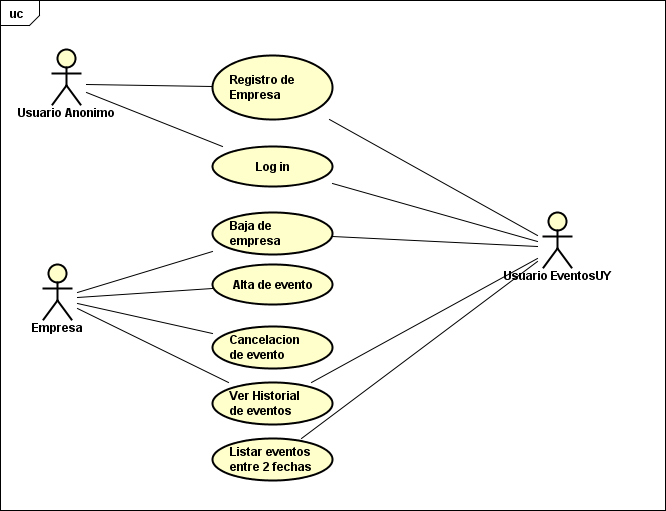 uc
Usuario Anonimo
Registro de
Empresa
Log in
Baja de
empresa
Usuario EventosUY
Alta de evento
Empresa
Cancelacion
de evento
Ver Historial
de eventos
Listar eventos
entre 2 fechas